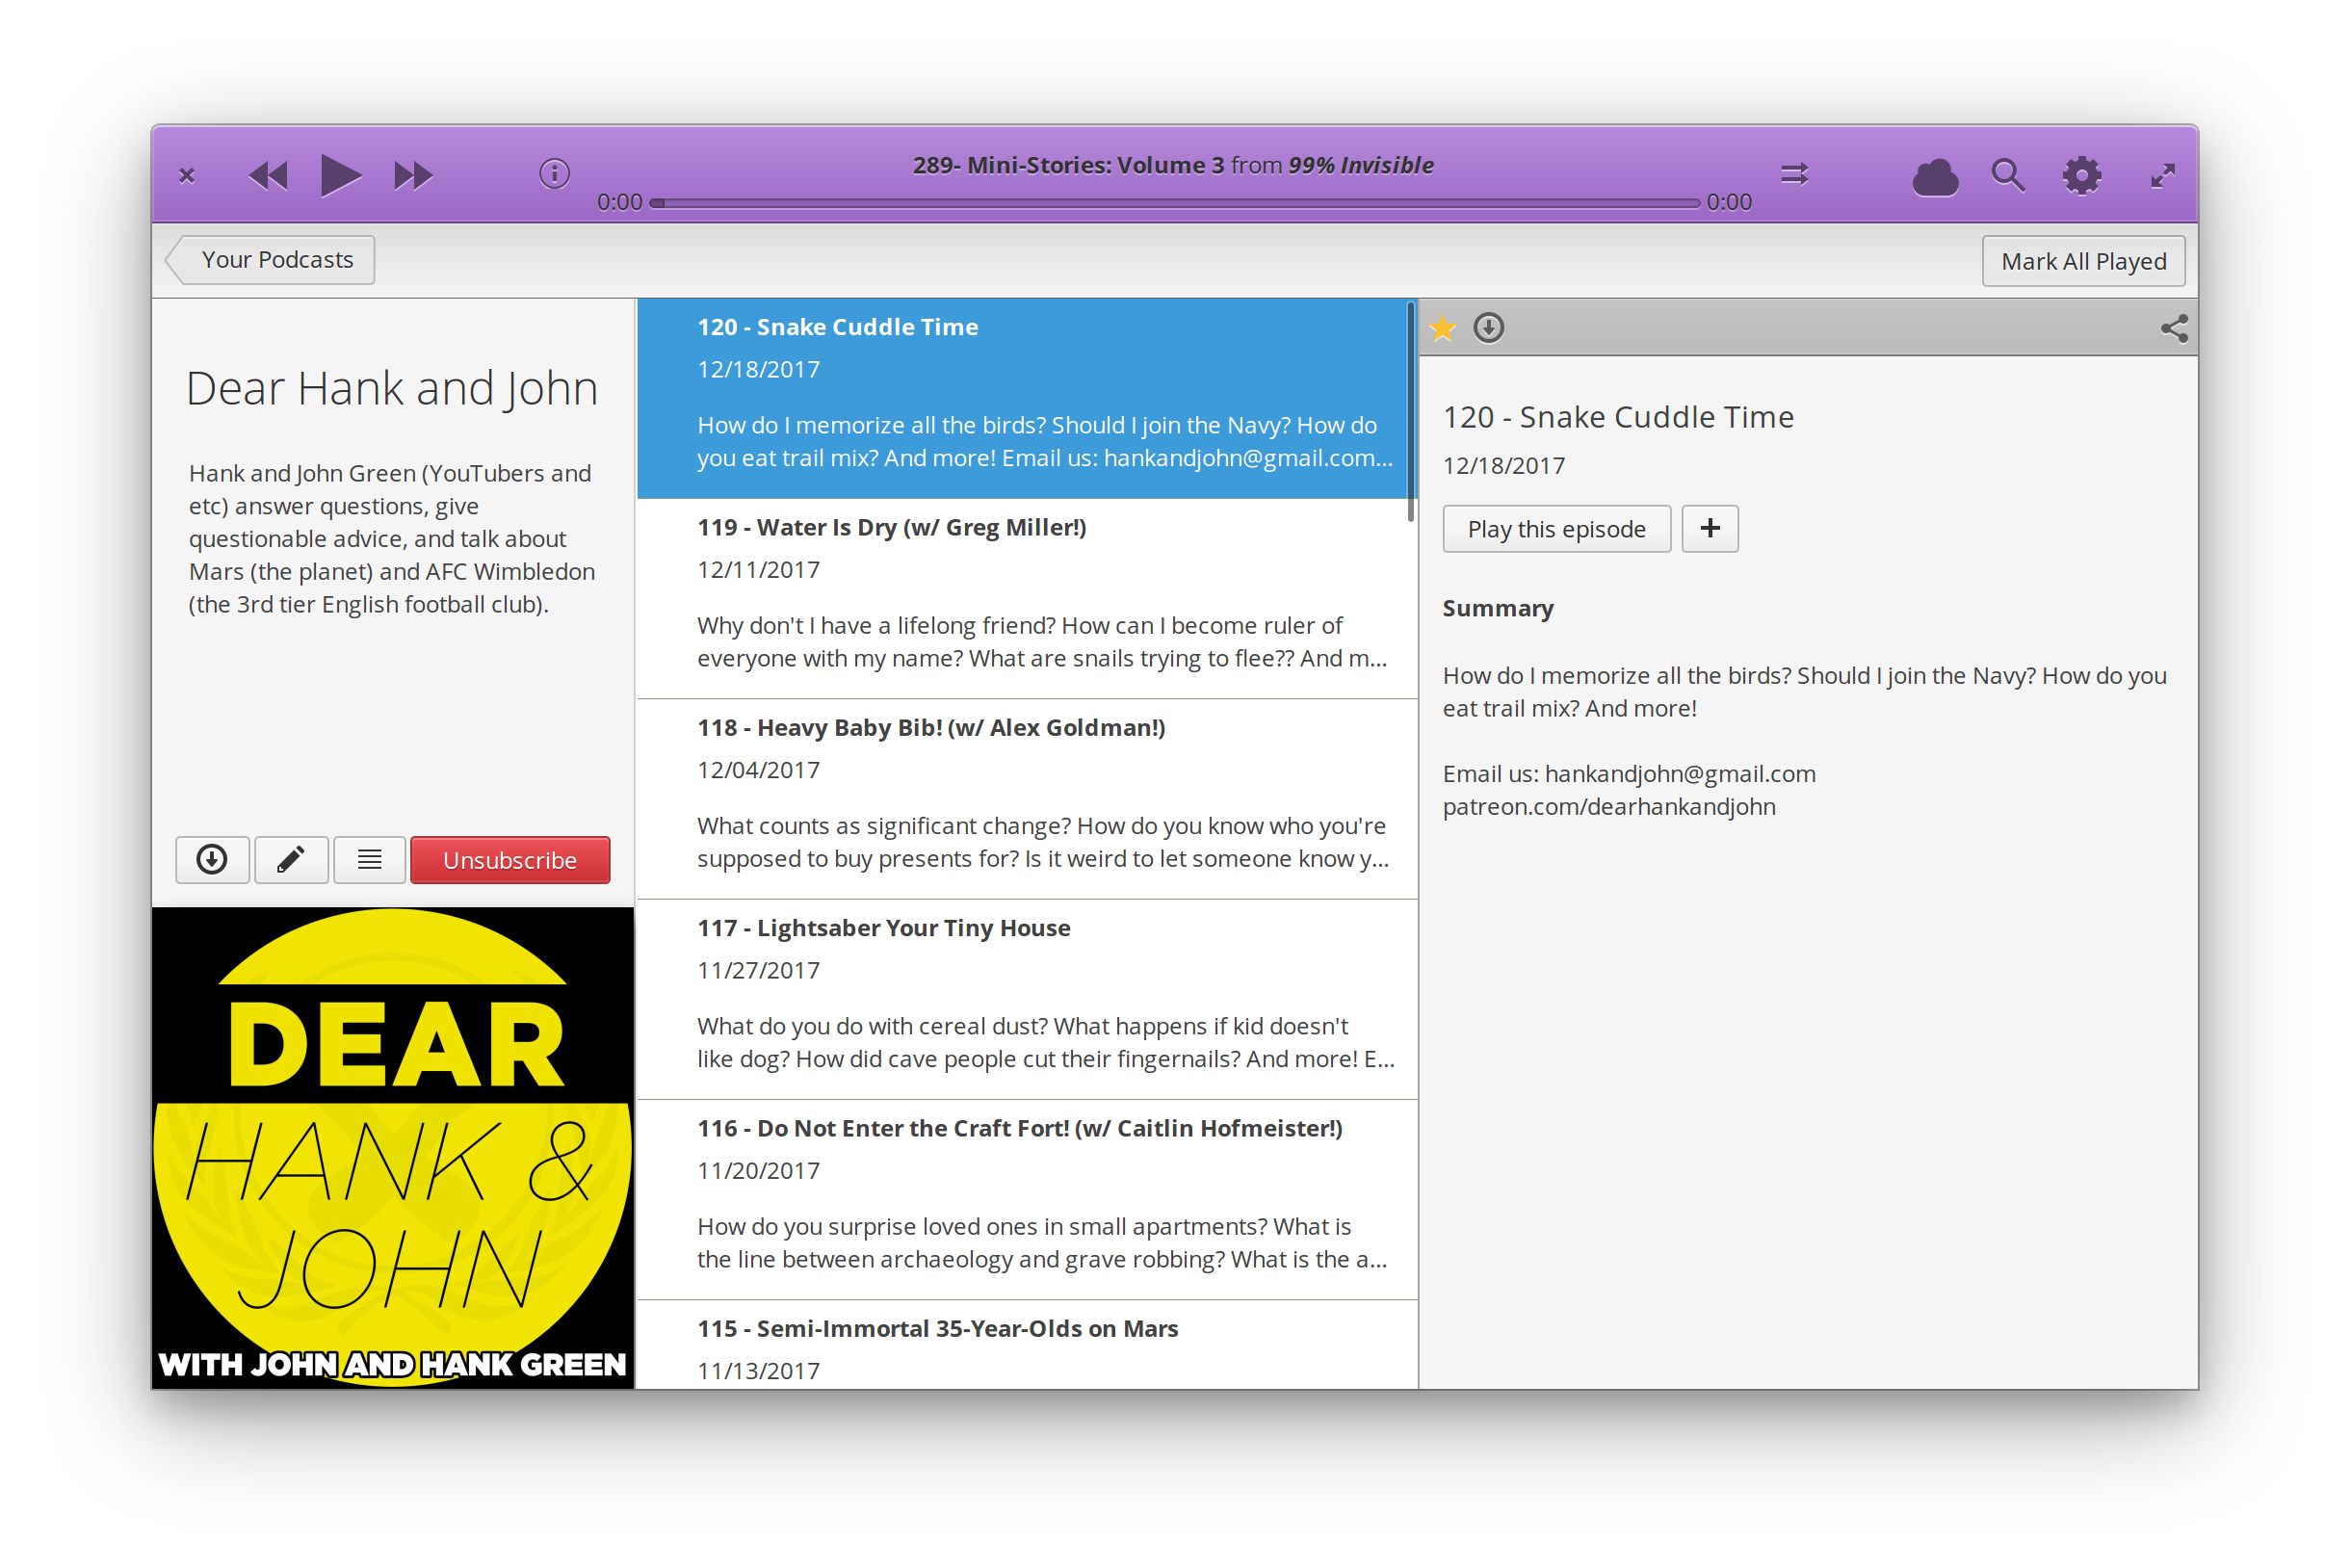 289- Mini-Stories: Volume 3 from 99% Invisible
0:00
0:00
Your Podcasts
Mark All Played
Dear Hank and John
Hank and John Green (YouTubers and
etc) answer questions, give
questionable advice, and talk about
Mars (the planet) and AFC Wimbledon
(the 3rd tier English football club).
Unsubscribe
DEAR
HANK &
JOHN
WITH JOHN AND HANK GREEN
120 - Snake Cuddle Time
12/18/2017
How do I memorize all the birds? Should I join the Navy? How do
you eat trail mix? And more! Email us: hankandjohn@gmail.com...
119 - Water Is Dry (w/ Greg Miller!)
12/11/2017
Why don't I have a lifelong friend? How can I become ruler of
everyone with my name? What are snails trying to flee?? And m...
118 - Heavy Baby Bib! (w/ Alex Goldman!)
12/04/2017
What counts as significant change? How do you know who you're
supposed to buy presents for? Is it weird to let someone know y...
117 - Lightsaber Your Tiny House
11/27/2017
What do you do with cereal dust? What happens if kid doesn't
like dog? How did cave people cut their fingernails? And more! E...
116 - Do Not Enter the Craft Fort! (w/ Caitlin Hofmeister!)
11/20/2017
How do you surprise loved ones in small apartments? What is
the line between archaeology and grave robbing? What is the a...
115 - Semi-Immortal 35-Year-Olds on Mars
11/13/2017
120 - Snake Cuddle Time
12/18/2017
Play this episode
Summary
How do I memorize all the birds? Should I join the Navy? How do you
eat trail mix? And more!
Email us: hankandjohn@gmail.com
patreon.com/dearhankandjohn